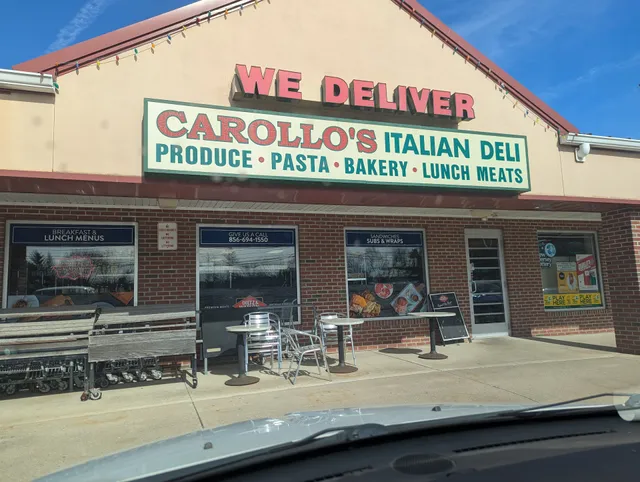 WE DELIVER
CAROLLO'S ITALIAN DELI
PRODUCE • PASTA • BAKERY • LUNCH MEATS
BREAKFAST &
LUNCH MENUS
GIVE US A CALL
856-694-1550
SANDWICHES
SUBS & WRAPS